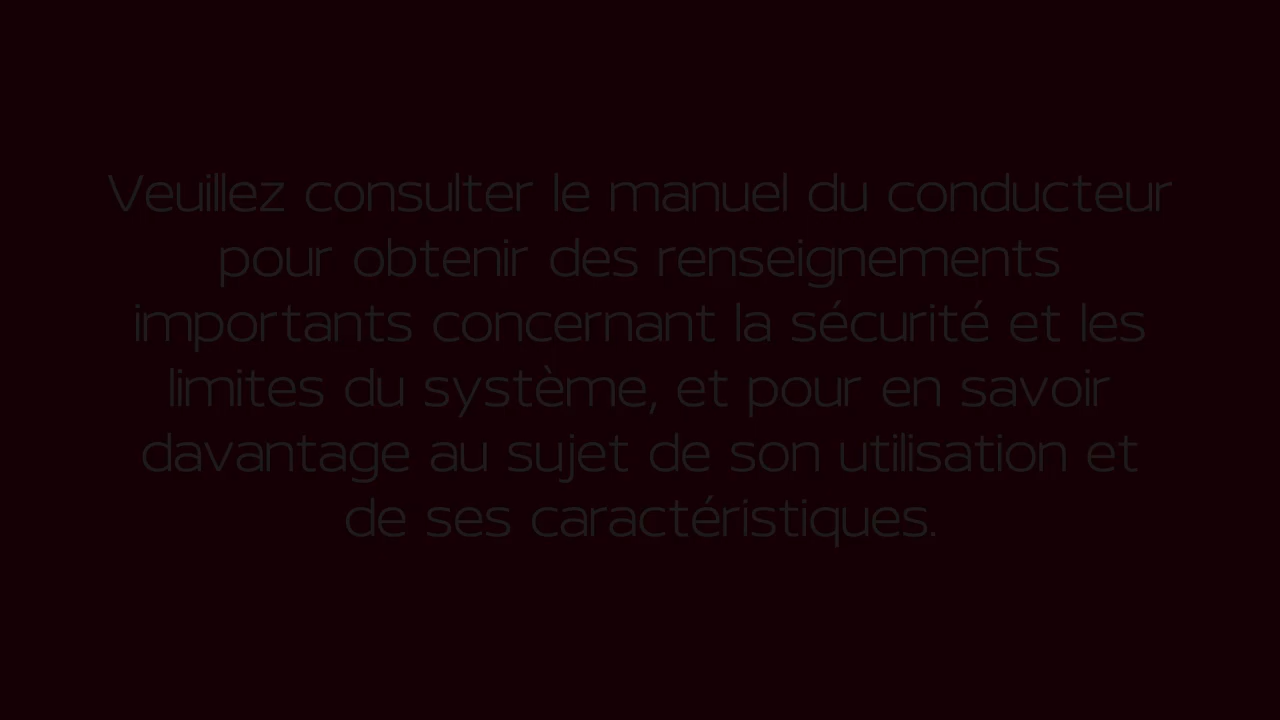 Veuillez consulter le manuel du conducteur
pour obtenir des renseignements
importants concernant la sécurité et les
limites du système, et pour en savoir
davantage au sujet de son utilisation et
de ses caractéristiques.